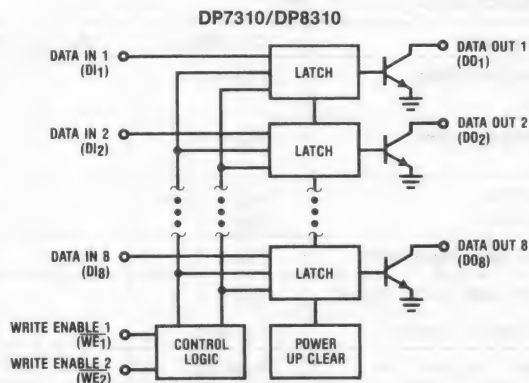 DP7310/DP8310
DATA IN 1
(DI1)
LATCH
DATA OUT 1
(DO1)
DATA IN 2
(DI2)
LATCH
DATA OUT 2
(DO2)
DATA IN 8
(DI8)
LATCH
DATA OUT 8
(DO8)
WRITE ENABLE 1
(WE1)
WRITE ENABLE 2
(WE2)
CONTROL
LOGIC
POWER
UP CLEAR